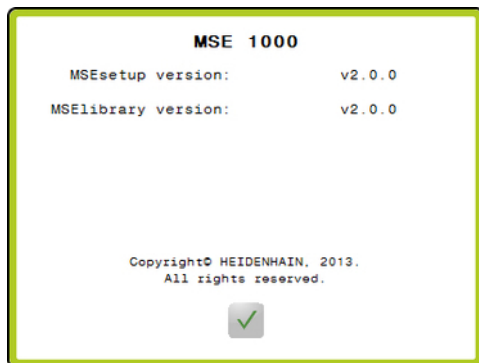 MSE 1000
MSEsetup version: v2.0.0
MSElibrary version: v2.0.0
Copyright© HEIDENHAIN, 2013.
All rights reserved.